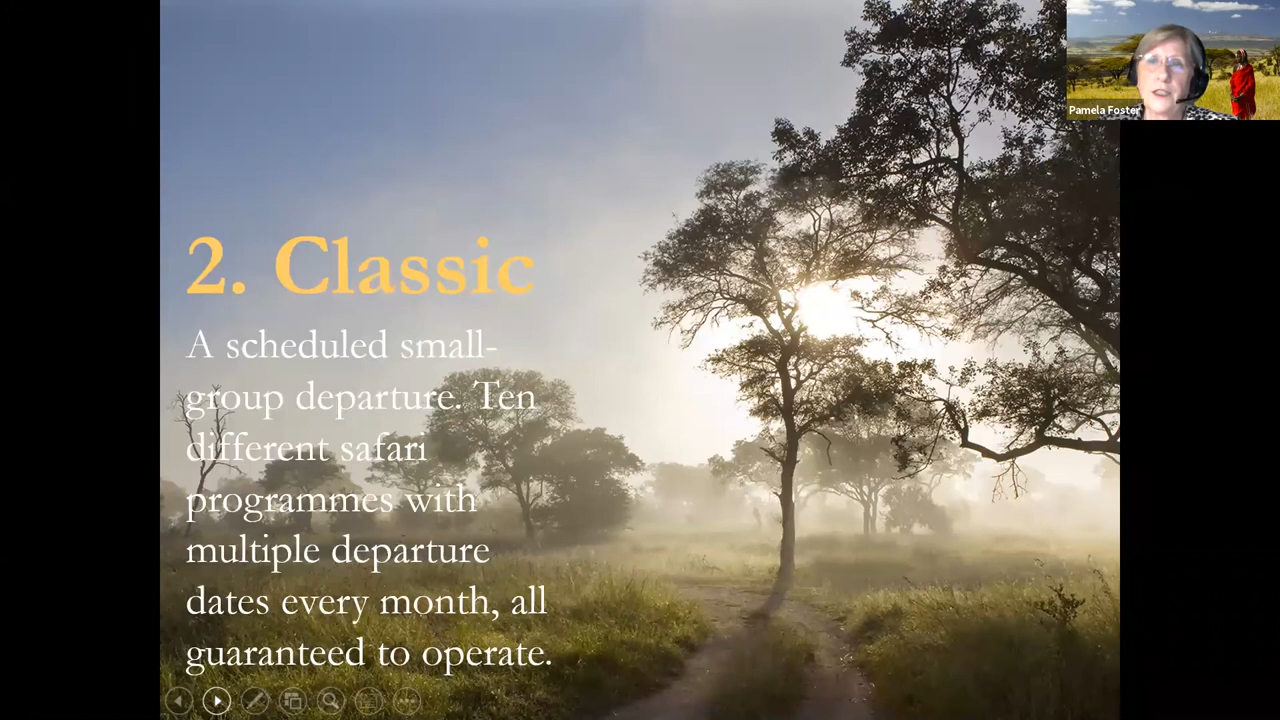 Pamela Foster
2. Classic
A scheduled small-
group departure. Ten
different safari
programmes with
multiple departure
dates every month, all
guaranteed to operate.